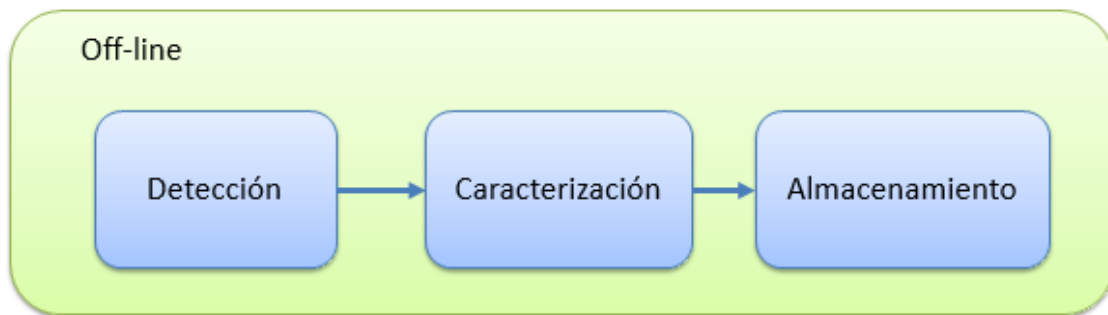 Off-line
Detección
Caracterización
Almacenamiento